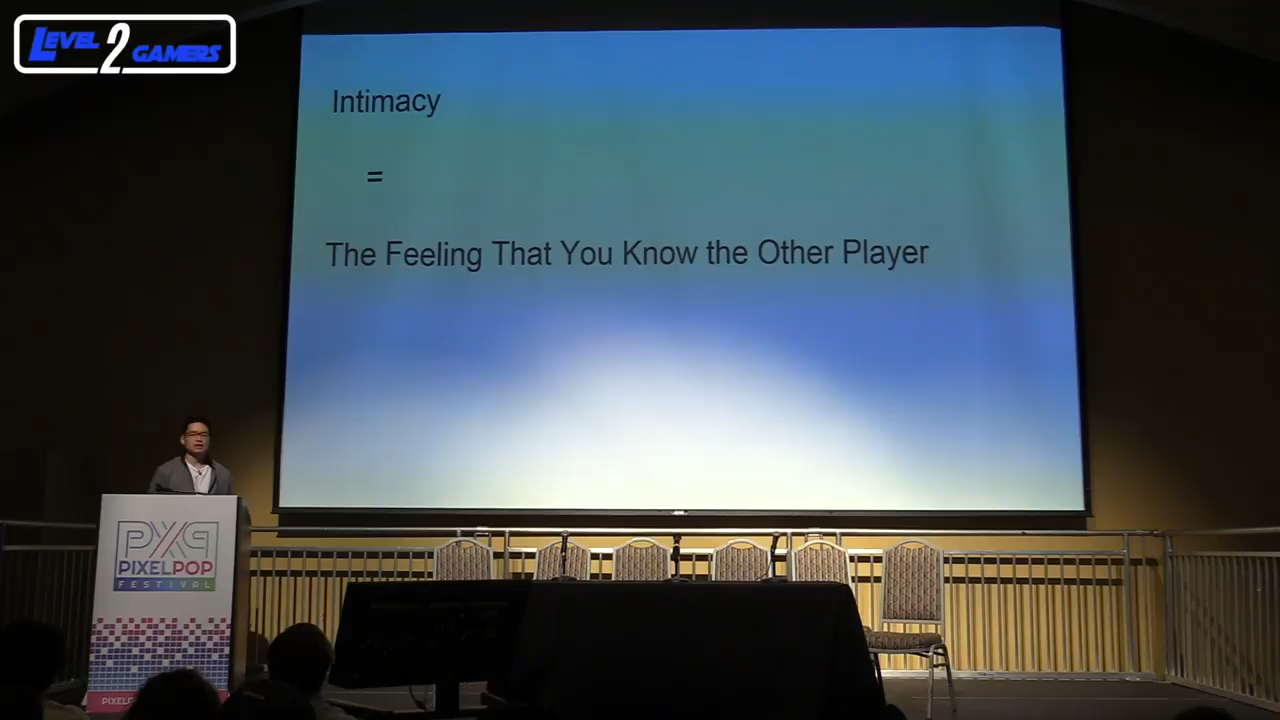 LEVEL 2 GAMERS
Intimacy
=
The Feeling That You Know the Other Player
PXP
PIXELPOP
FESTIVAL